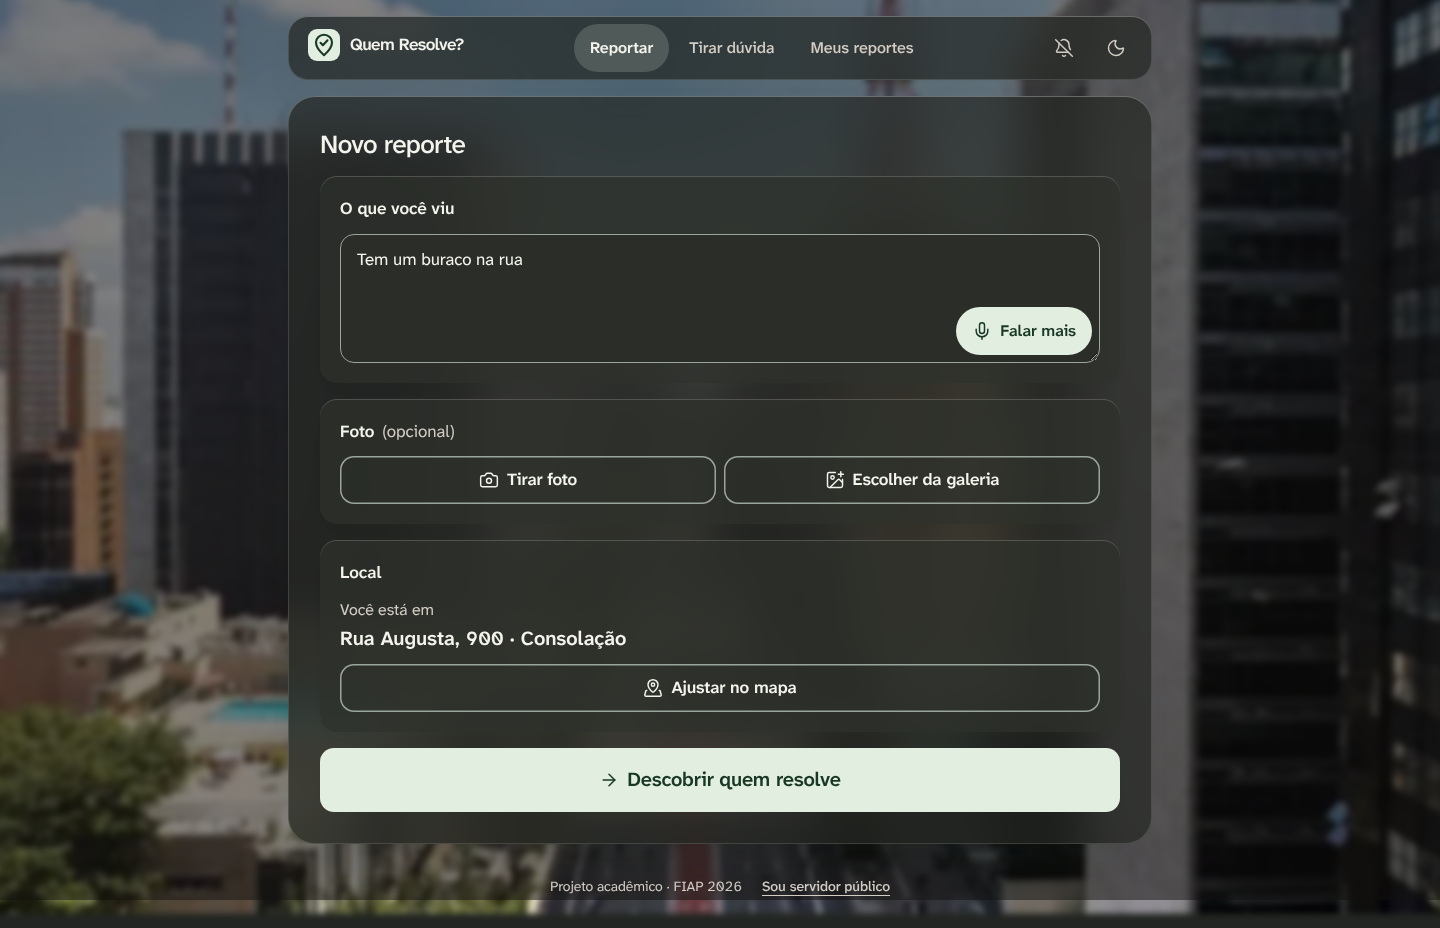 Quem Resolve?
Reportar
Tirar dúvida
Meus reportes
Novo reporte
O que você viu
Tem um buraco na rua
Falar mais
Foto (opcional)
Tirar foto
Escolher da galeria
Local
Você está em
Rua Augusta, 900 · Consolação
Ajustar no mapa
Descobrir quem resolve
Projeto acadêmico · FIAP 2026
Sou servidor público